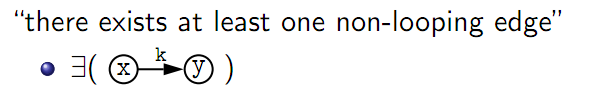 “there exists at least one non-looping edge”
• ∃( x k y )